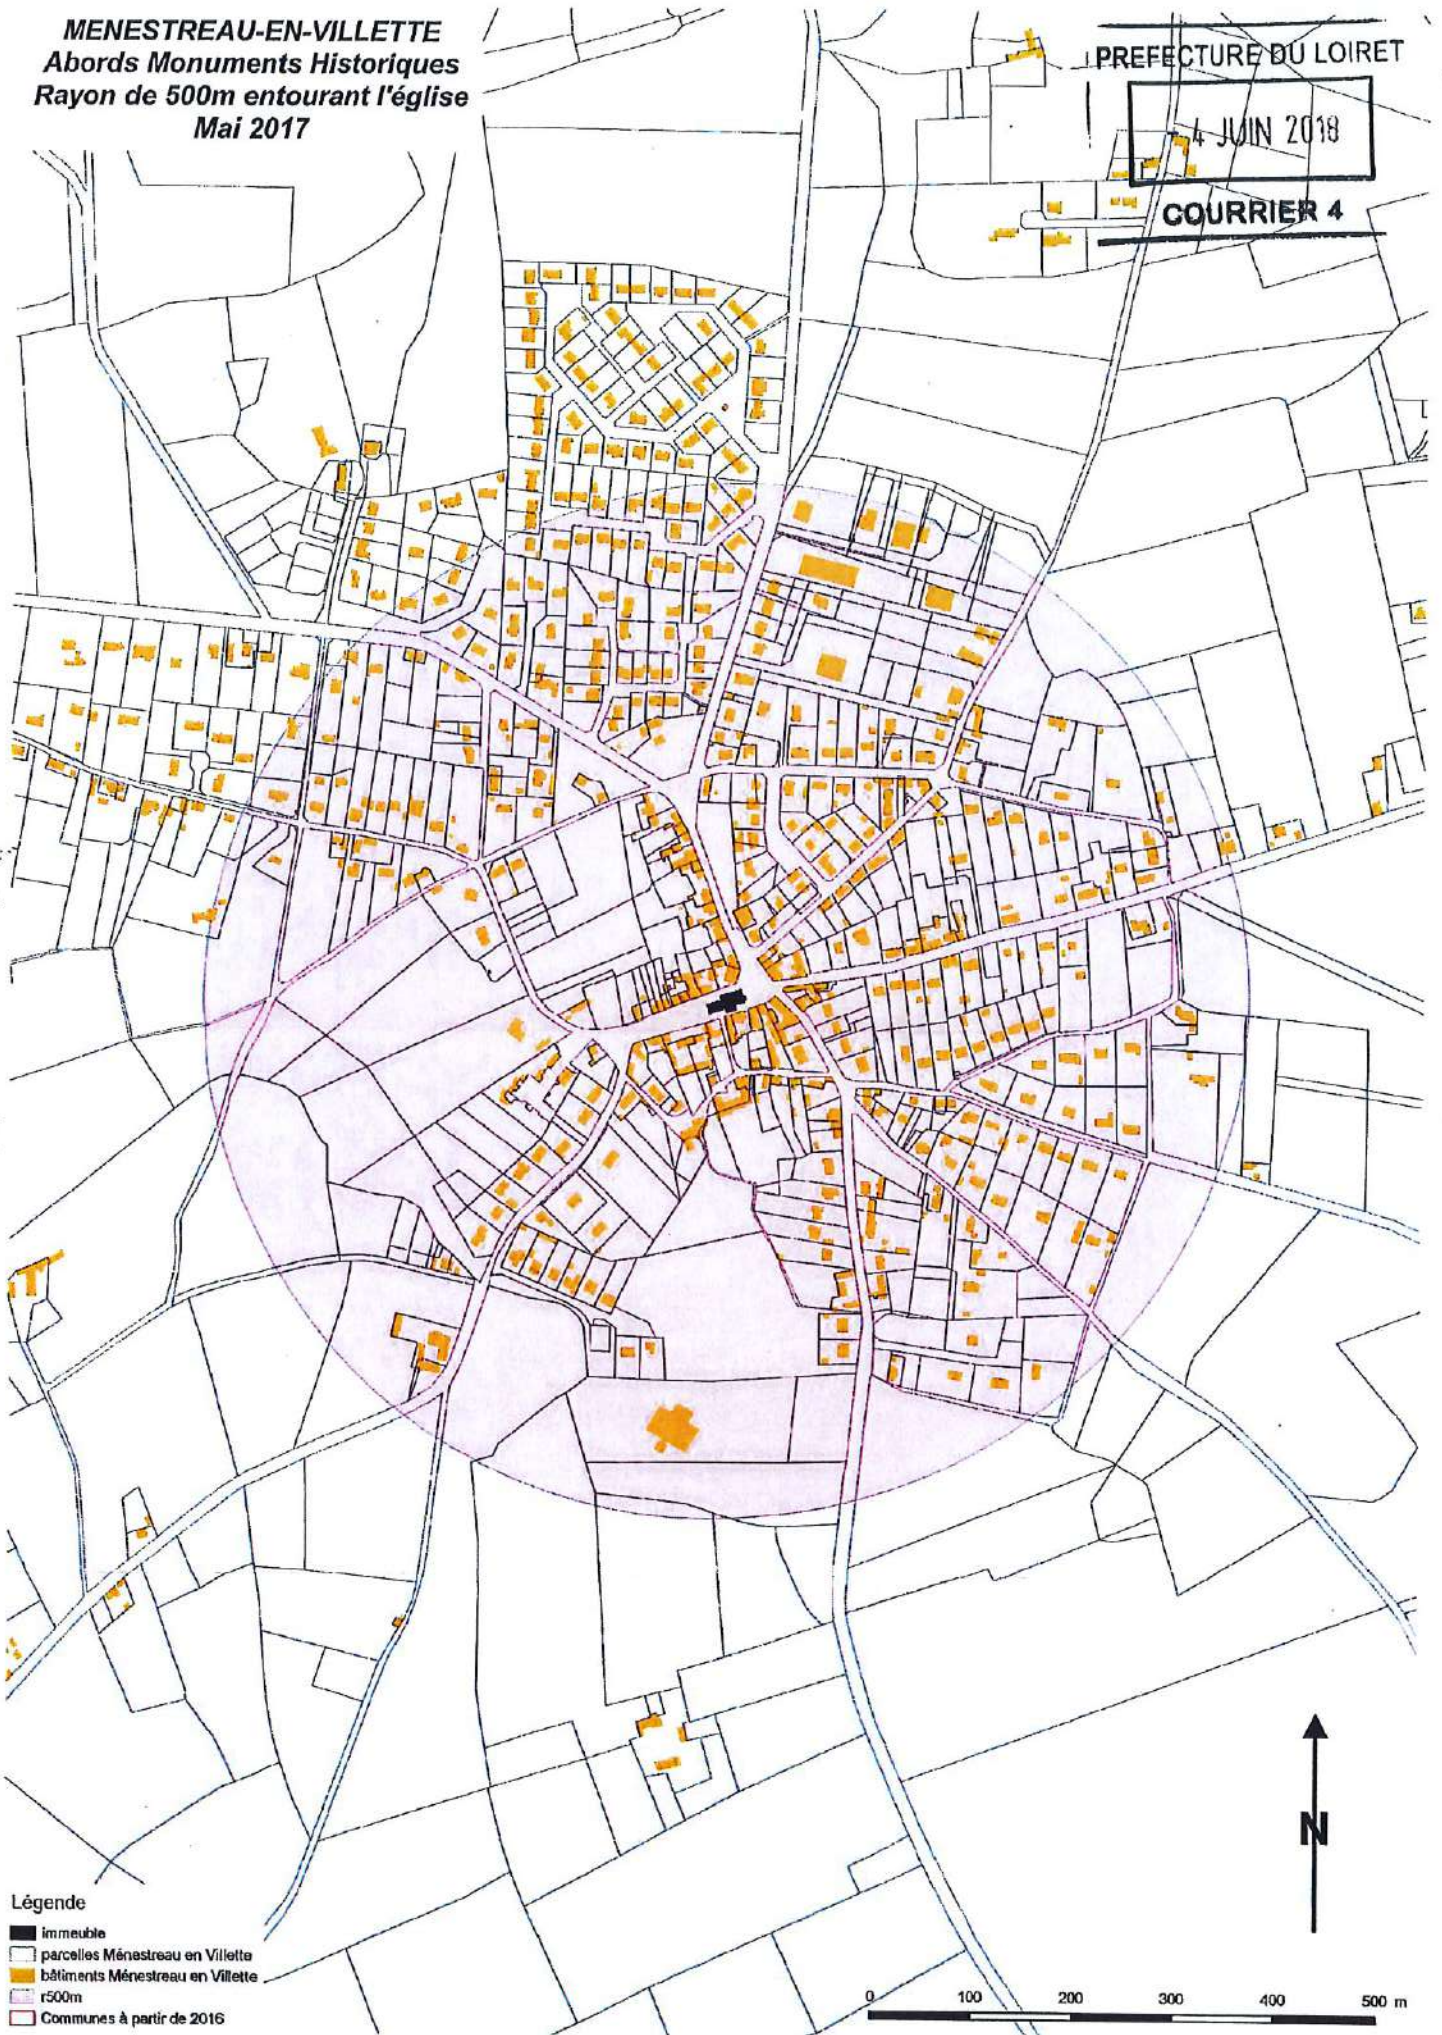 MENESTREAU-EN-VILLETTE
Abords Monuments Historiques
Rayon de 500m entourant l'église
Mai 2017
PREFECTURE DU LOIRET
4 JUIN 2018
COURRIER 4
N
Légende
immeuble
parcelles Ménestreau en Villette
bâtiments Ménestreau en Villette
r500m
Communes à partir de 2016
0 100 200 300 400 500 m